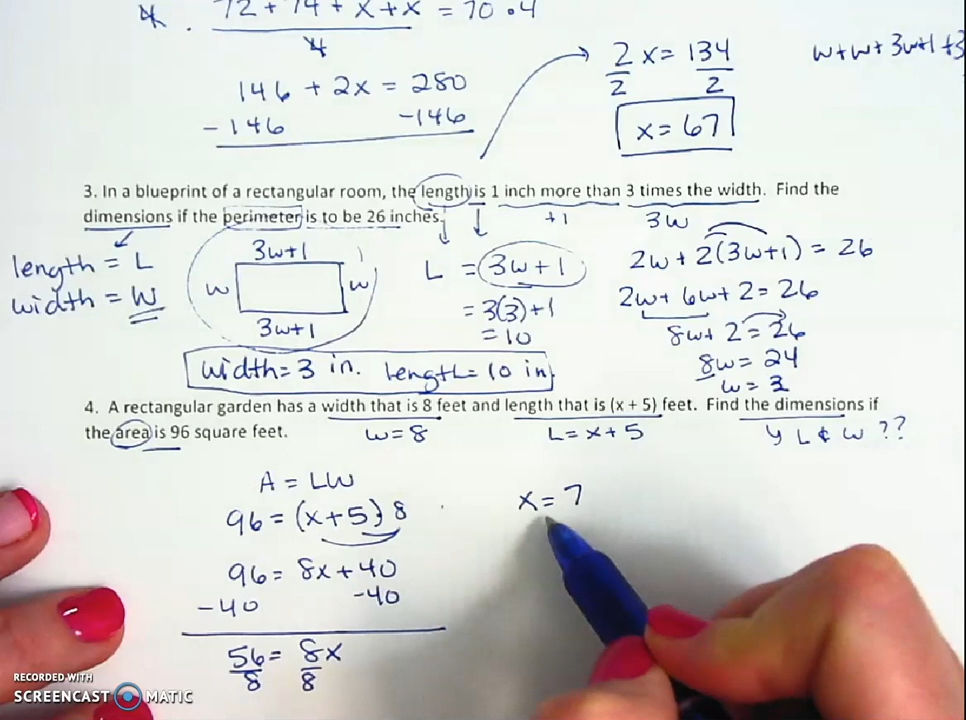 72 + 74 + x + x = 70 · 4
4
146 + 2x = 280
-146 -146
2x = 134
2 2
x = 67
w+w+3w+1+3
3. In a blueprint of a rectangular room, the length is 1 inch more than 3 times the width. Find the
dimensions if the perimeter is to be 26 inches.
+1 3w
length = L
width = W
3w+1
w w
3w+1
L = 3w+1
= 3(3)+1
= 10
2w + 2(3w+1) = 26
2w + 6w + 2 = 26
8w + 2 = 26
8w = 24
w = 3
width = 3 in. length = 10 in
4. A rectangular garden has a width that is 8 feet and length that is (x + 5) feet. Find the dimensions if
the area is 96 square feet.
w = 8 L = x + 5 L & W ??
A = LW
96 = (x+5)8
96 = 8x + 40
-40 -40
56 = 8x
8 8
x = 7
RECORDED WITH
SCREENCAST MATIC